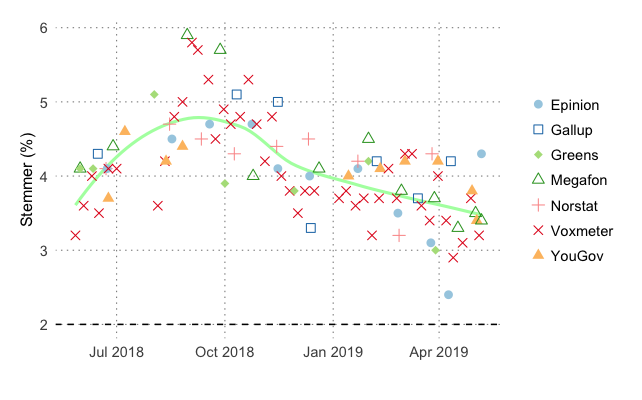 6
5
4
3
2
Stemmer (%)
Jul 2018
Oct 2018
Jan 2019
Apr 2019
Epinion
Gallup
Greens
Megafon
Norstat
Voxmeter
YouGov